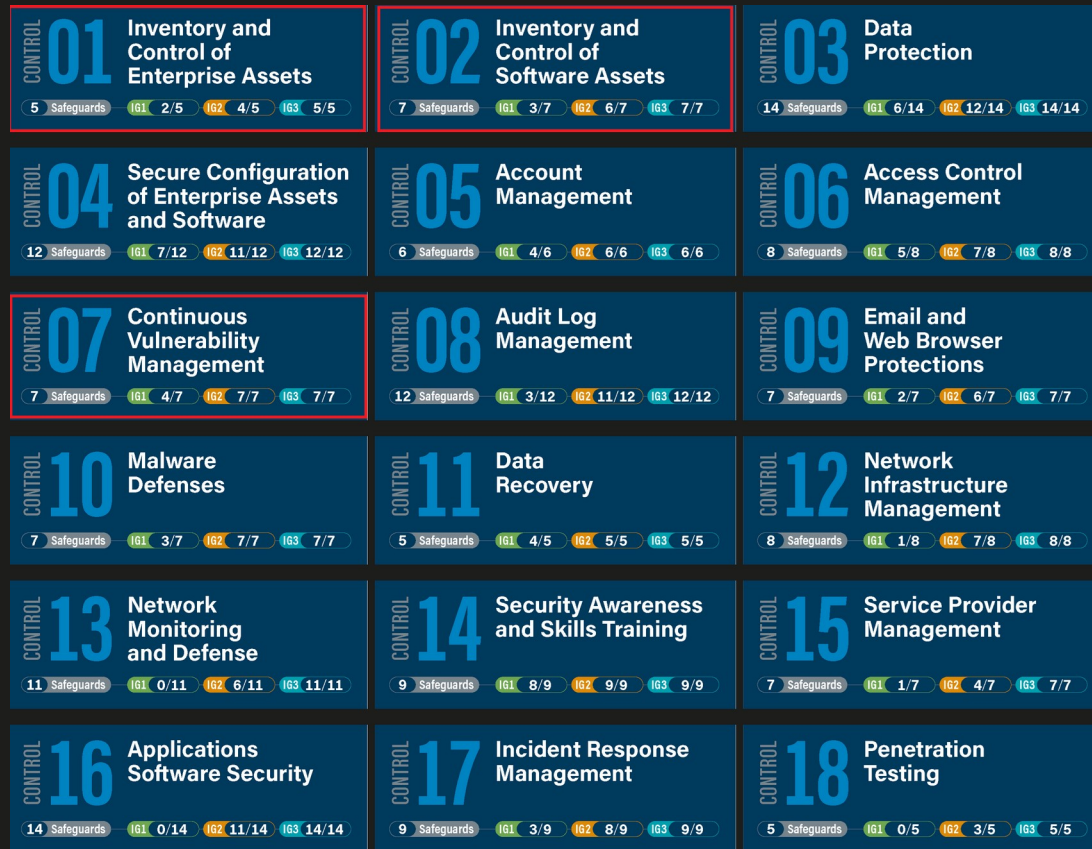 CONTROL 01
Inventory and
Control of
Enterprise Assets
5 Safeguards IG1 2/5 IG2 4/5 IG3 5/5
CONTROL 02
Inventory and
Control of
Software Assets
7 Safeguards IG1 3/7 IG2 6/7 IG3 7/7
CONTROL 03
Data
Protection
14 Safeguards IG1 6/14 IG2 12/14 IG3 14/14
CONTROL 04
Secure Configuration
of Enterprise Assets
and Software
12 Safeguards IG1 7/12 IG2 11/12 IG3 12/12
CONTROL 05
Account
Management
6 Safeguards IG1 4/6 IG2 6/6 IG3 6/6
CONTROL 06
Access Control
Management
8 Safeguards IG1 5/8 IG2 7/8 IG3 8/8
CONTROL 07
Continuous
Vulnerability
Management
7 Safeguards IG1 4/7 IG2 7/7 IG3 7/7
CONTROL 08
Audit Log
Management
12 Safeguards IG1 3/12 IG2 11/12 IG3 12/12
CONTROL 09
Email and
Web Browser
Protections
7 Safeguards IG1 2/7 IG2 6/7 IG3 7/7
CONTROL 10
Malware
Defenses
7 Safeguards IG1 3/7 IG2 7/7 IG3 7/7
CONTROL 11
Data
Recovery
5 Safeguards IG1 4/5 IG2 5/5 IG3 5/5
CONTROL 12
Network
Infrastructure
Management
8 Safeguards IG1 1/8 IG2 7/8 IG3 8/8
CONTROL 13
Network
Monitoring
and Defense
11 Safeguards IG1 0/11 IG2 6/11 IG3 11/11
CONTROL 14
Security Awareness
and Skills Training
9 Safeguards IG1 8/9 IG2 9/9 IG3 9/9
CONTROL 15
Service Provider
Management
7 Safeguards IG1 1/7 IG2 4/7 IG3 7/7
CONTROL 16
Applications
Software Security
14 Safeguards IG1 0/14 IG2 11/14 IG3 14/14
CONTROL 17
Incident Response
Management
9 Safeguards IG1 3/9 IG2 8/9 IG3 9/9
CONTROL 18
Penetration
Testing
5 Safeguards IG1 0/5 IG2 3/5 IG3 5/5